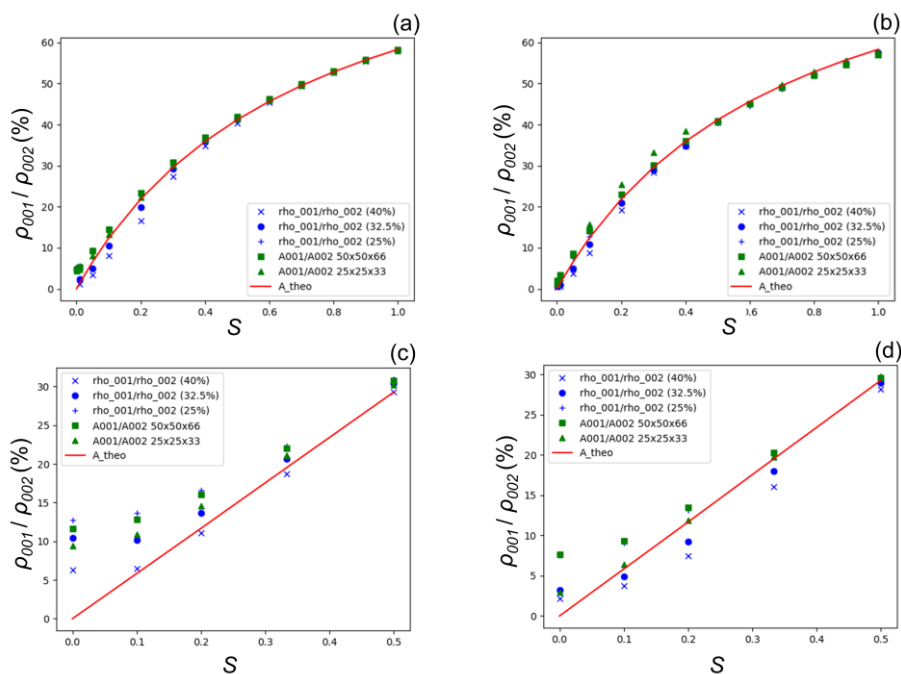 (a)
60
50
40
30
20
10
0
ρ001 / ρ002 (%)
rho_001/rho_002 (40%)
rho_001/rho_002 (32.5%)
rho_001/rho_002 (25%)
A001/A002 50x50x66
A001/A002 25x25x33
A_theo
0.0 0.2 0.4 0.6 0.8 1.0
S
(b)
60
50
40
30
20
10
0
ρ001 / ρ002 (%)
rho_001/rho_002 (40%)
rho_001/rho_002 (32.5%)
rho_001/rho_002 (25%)
A001/A002 50x50x66
A001/A002 25x25x33
A_theo
0.0 0.2 0.4 0.6 0.8 1.0
S
(c)
30
25
20
15
10
5
0
ρ001 / ρ002 (%)
rho_001/rho_002 (40%)
rho_001/rho_002 (32.5%)
rho_001/rho_002 (25%)
A001/A002 50x50x66
A001/A002 25x25x33
A_theo
0.0 0.1 0.2 0.3 0.4 0.5
S
(d)
30
25
20
15
10
5
0
ρ001 / ρ002 (%)
rho_001/rho_002 (40%)
rho_001/rho_002 (32.5%)
rho_001/rho_002 (25%)
A001/A002 50x50x66
A001/A002 25x25x33
A_theo
0.0 0.1 0.2 0.3 0.4 0.5
S